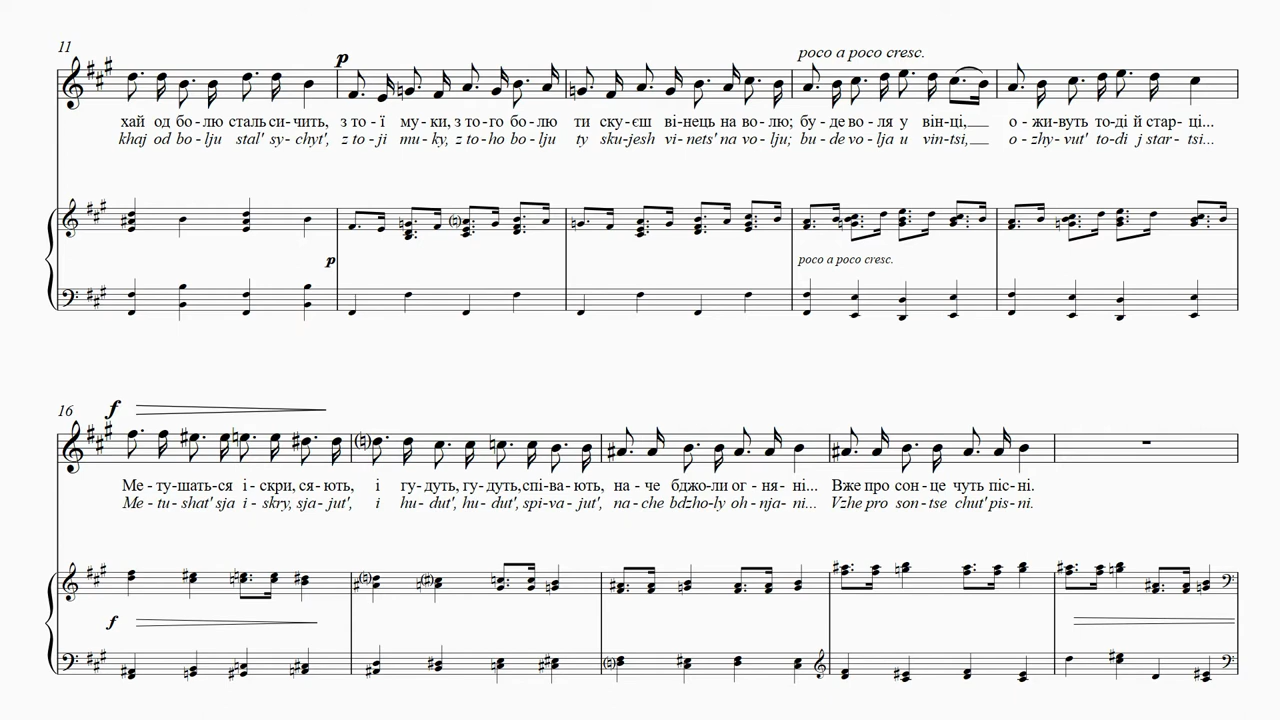 11
p
poco a poco cresc.
хай од бо-лю сталь си-чить, з то-ї му-ки, з то-го бо-лю ти ску-єш ві-нець на во-лю; бу-де во-ля у він-ці,___ о-жи-вуть то-ді й стар-ці...
khaj od bo-lju stal' sy-chyt', z to-ji mu-ky, z to-ho bo-lju ty sku-jesh vi-nets' na vo-lju; bu-de vo-lja u vin-tsi,___ o-zhy-vut' to-di j star-tsi...
p
poco a poco cresc.
16
f
Ме-ту-шать-ся і-скри, ся-ють, і гу-дуть, гу-дуть, спі-ва-ють, на-че бджо-ли ог-ня-ні... Вже про сон-це чуть піс-ні.
Me-tu-shat' sja i-skry, sja-jut', i hu-dut', hu-dut', spi-va-jut', na-che bdzho-ly oh-nja-ni... Vzhe pro son-tse chut' pis-ni.
f